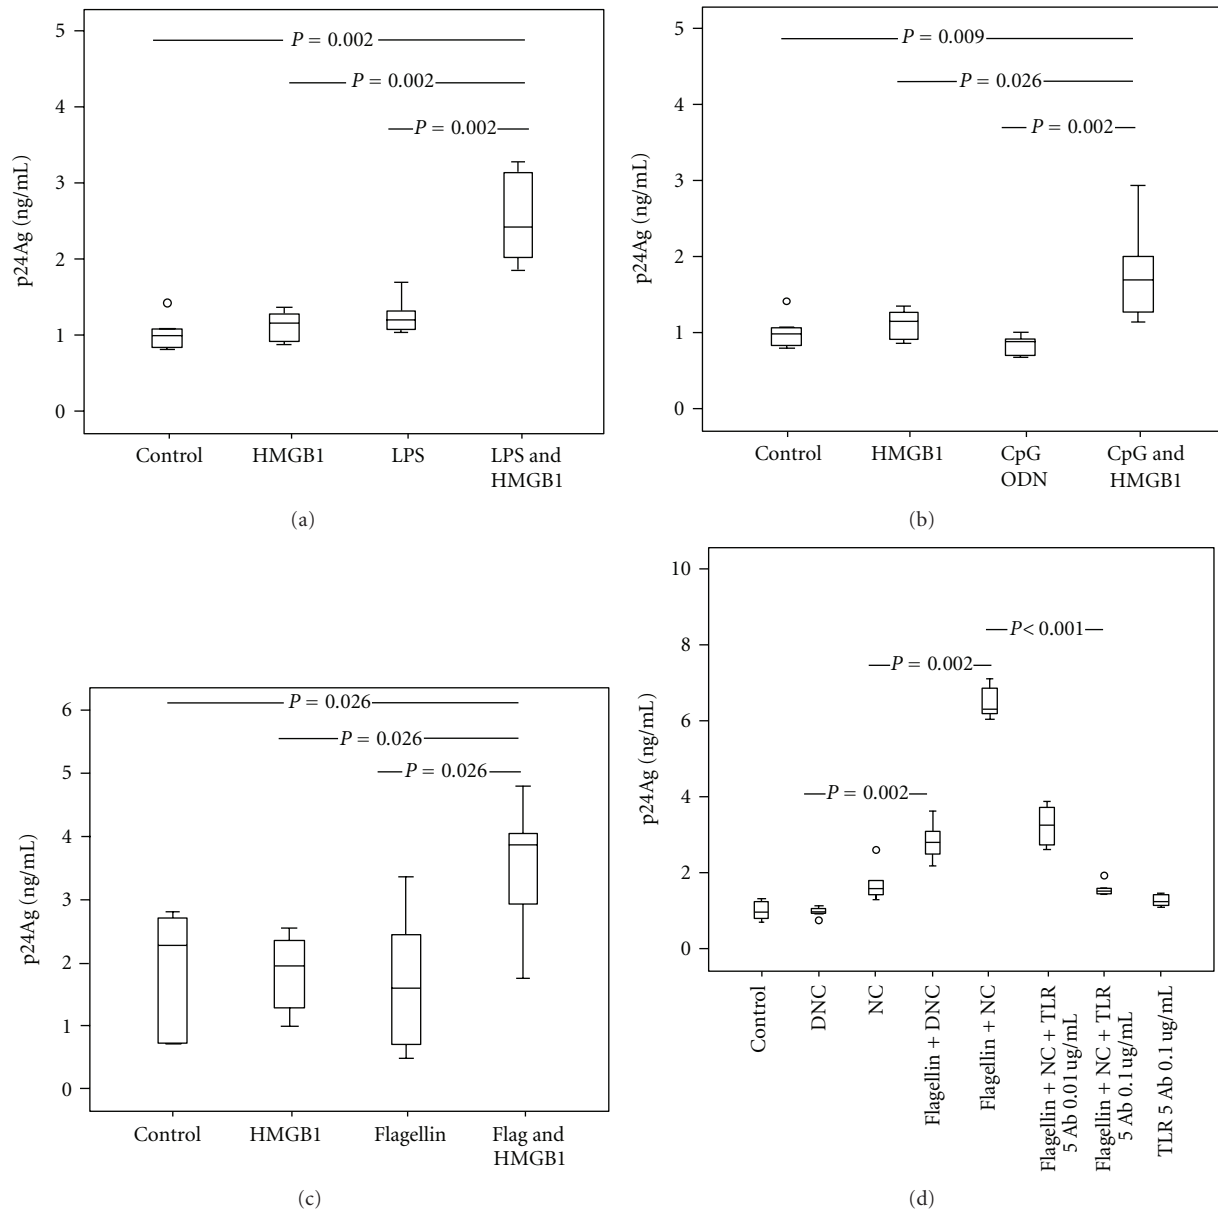 5
4
3
2
1
0
p24Ag (ng/mL)
P = 0.002
P = 0.002
P = 0.002
Control
HMGB1
LPS
LPS and
HMGB1
(a)
5
4
3
2
1
0
p24Ag (ng/mL)
P = 0.009
P = 0.026
P = 0.002
Control
HMGB1
CpG
ODN
CpG and
HMGB1
(b)
6
5
4
3
2
1
0
p24Ag (ng/mL)
P = 0.026
P = 0.026
P = 0.026
Control
HMGB1
Flagellin
Flag and
HMGB1
(c)
10
8
6
4
2
0
p24Ag (ng/mL)
P< 0.001
P = 0.002
P = 0.002
Control
DNC
NC
Flagellin + DNC
Flagellin + NC
Flagellin + NC + TLR
5 Ab 0.01 ug/mL
Flagellin + NC + TLR
5 Ab 0.1 ug/mL
TLR 5 Ab 0.1 ug/mL
(d)